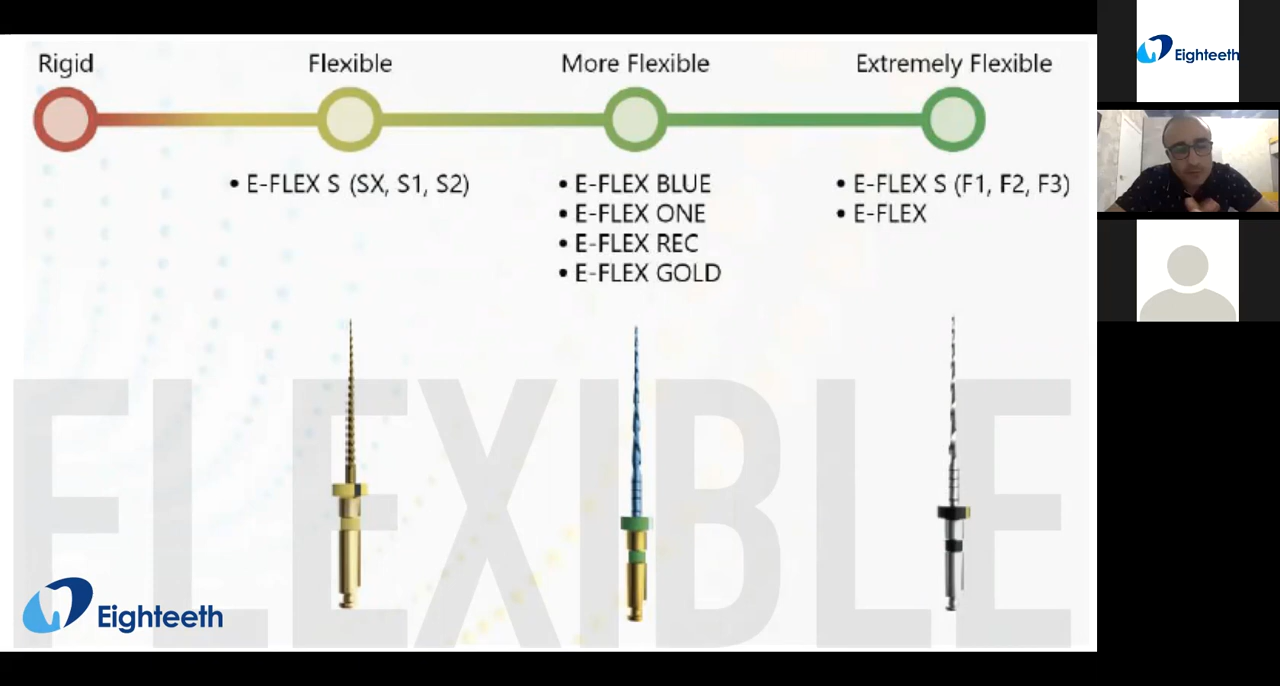 Rigid
Flexible
More Flexible
Extremely Flexible
• E-FLEX S (SX, S1, S2)
• E-FLEX BLUE
• E-FLEX ONE
• E-FLEX REC
• E-FLEX GOLD
• E-FLEX S (F1, F2, F3)
• E-FLEX
FLEXIBLE
Eighteeth
Eighteeth